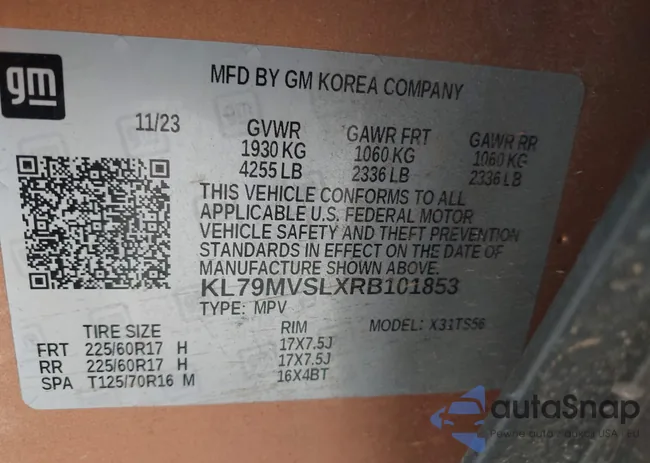 gm
MFD BY GM KOREA COMPANY
11/23
GVWR GAWR FRT GAWR RR
1930 KG 1060 KG 1060 KG
4255 LB 2336 LB 2336 LB
THIS VEHICLE CONFORMS TO ALL
APPLICABLE U.S. FEDERAL MOTOR
VEHICLE SAFETY AND THEFT PREVENTION
STANDARDS IN EFFECT ON THE DATE OF
MANUFACTURE SHOWN ABOVE.
KL79MVSLXRB101853
TYPE: MPV MODEL: X31TS56
TIRE SIZE RIM
FRT 225/60R17 H 17X7.5J
RR 225/60R17 H 17X7.5J
SPA T125/70R16 M 16X4BT
autaSnap